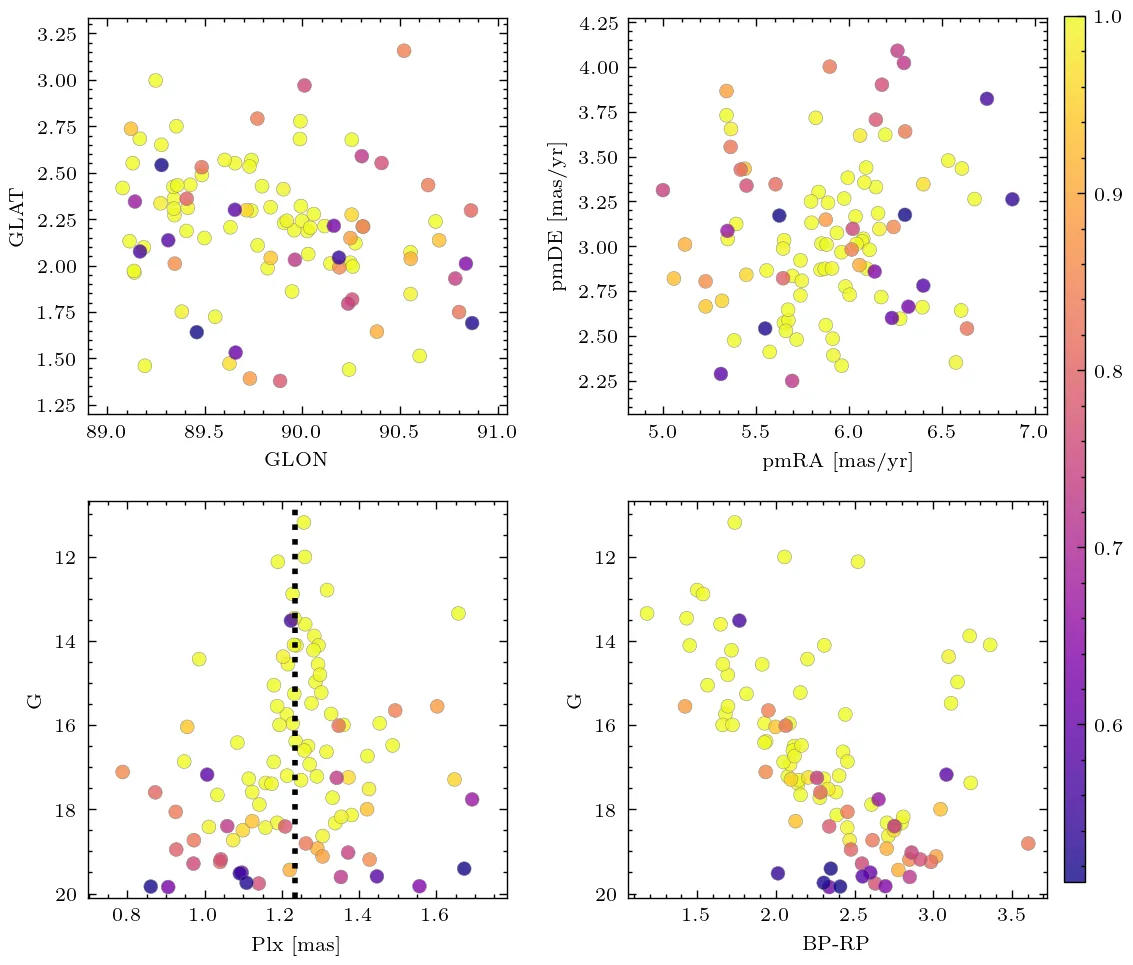 3.25
3.00
2.75
2.50
2.25
2.00
1.75
1.50
1.25
GLAT
89.0 89.5 90.0 90.5 91.0
GLON
4.25
4.00
3.75
3.50
3.25
3.00
2.75
2.50
2.25
pmDE [mas/yr]
5.0 5.5 6.0 6.5 7.0
pmRA [mas/yr]
1.0
0.9
0.8
0.7
0.6
12
14
16
18
20
G
0.8 1.0 1.2 1.4 1.6
Plx [mas]
12
14
16
18
20
G
1.5 2.0 2.5 3.0 3.5
BP-RP